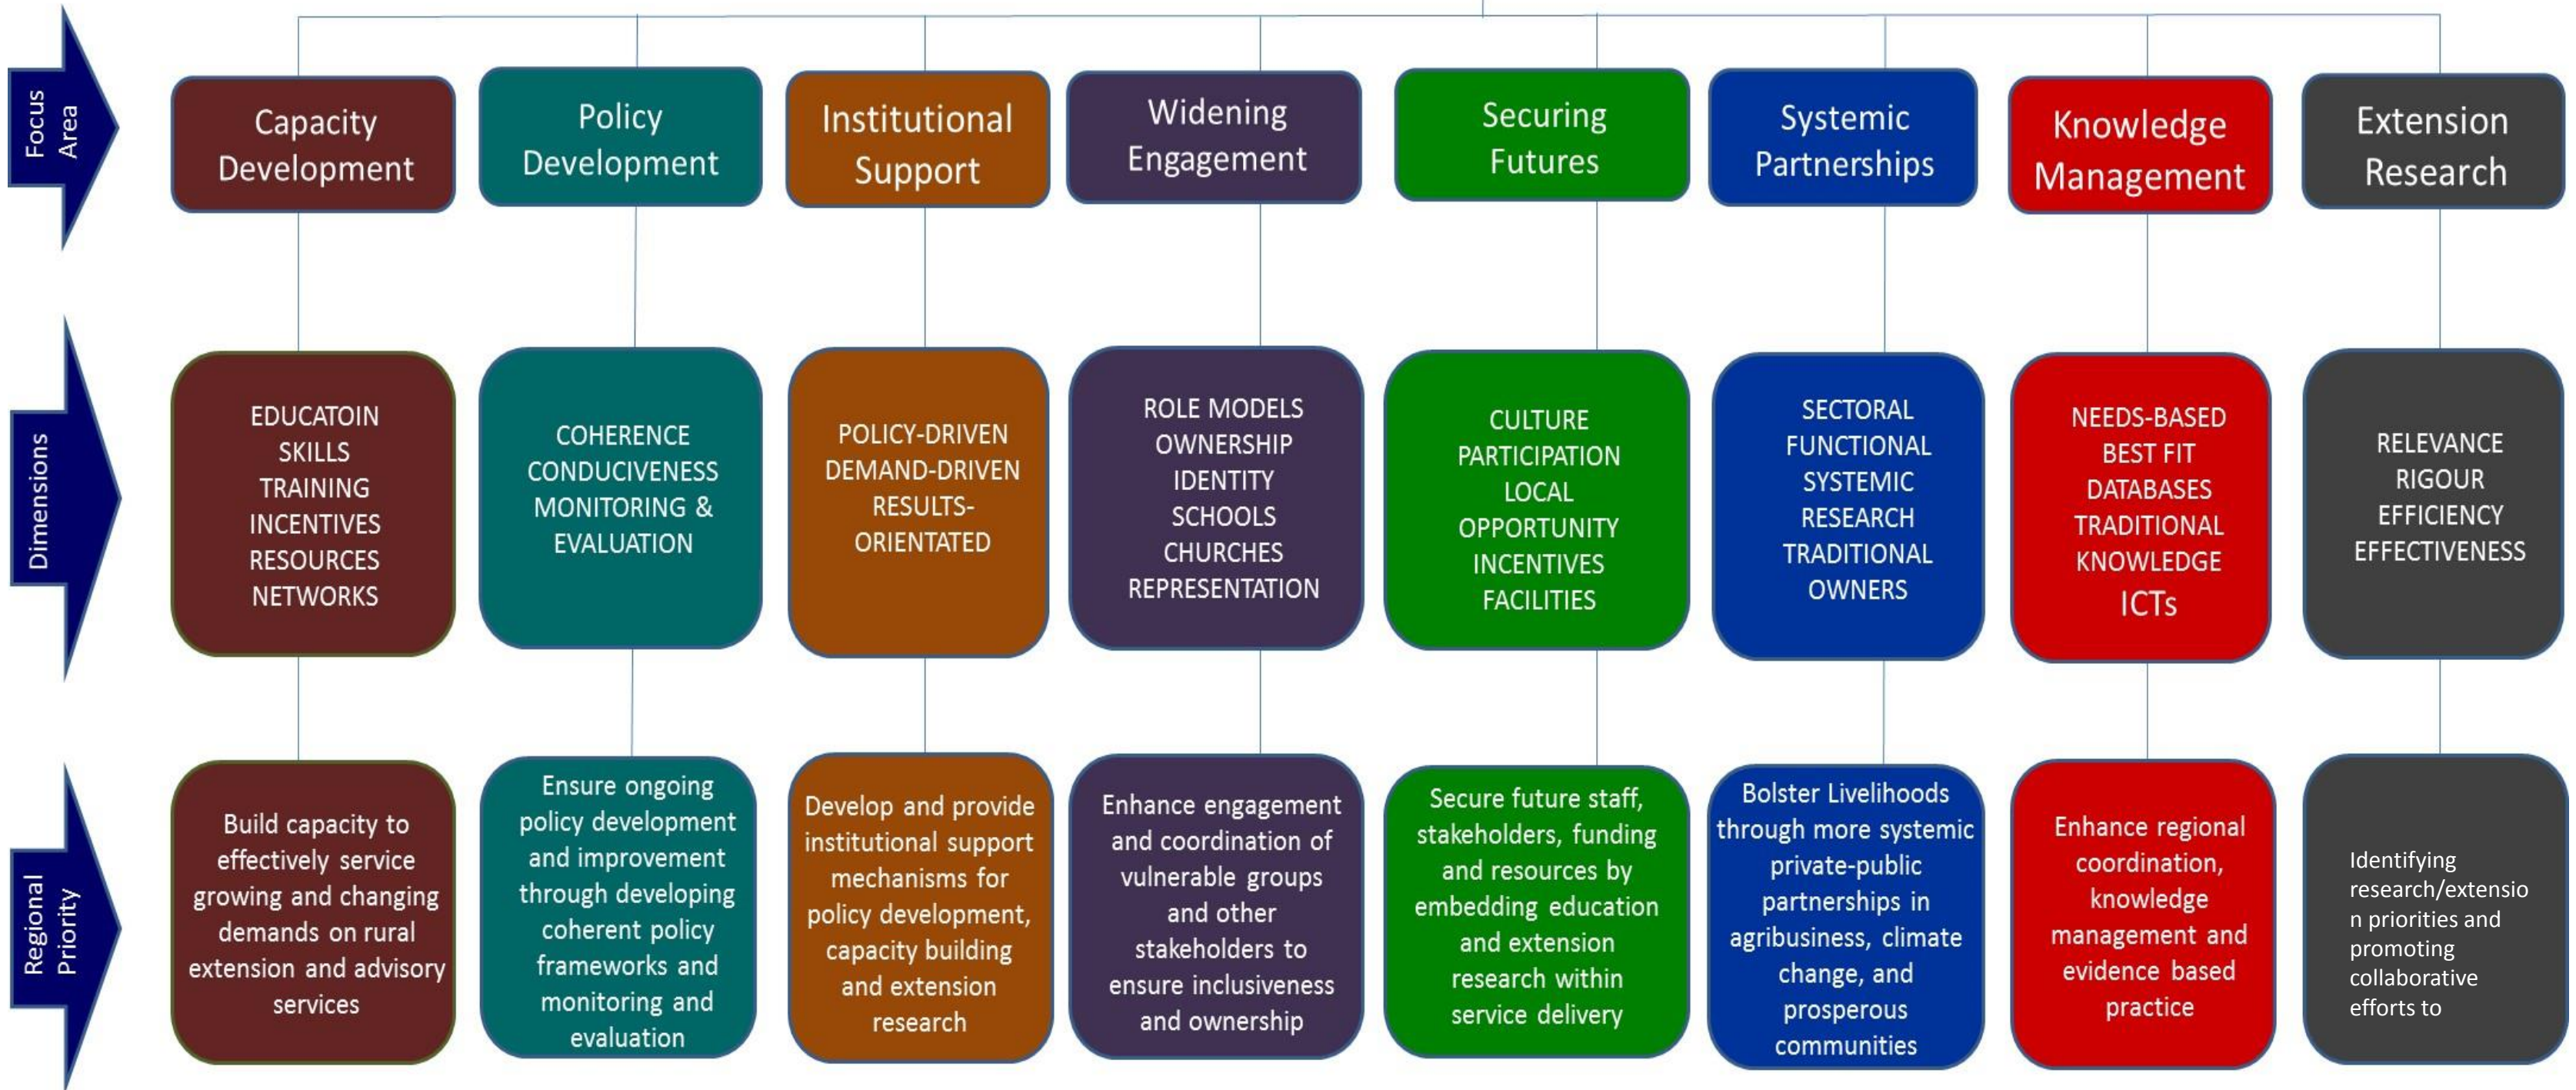 Focus
Area
Capacity
Development
Policy
Development
Institutional
Support
Widening
Engagement
Securing
Futures
Systemic
Partnerships
Knowledge
Management
Extension
Research
Dimensions
EDUCATOIN
SKILLS
TRAINING
INCENTIVES
RESOURCES
NETWORKS
COHERENCE
CONDUCIVENESS
MONITORING &
EVALUATION
POLICY-DRIVEN
DEMAND-DRIVEN
RESULTS-
ORIENTATED
ROLE MODELS
OWNERSHIP
IDENTITY
SCHOOLS
CHURCHES
REPRESENTATION
CULTURE
PARTICIPATION
LOCAL
OPPORTUNITY
INCENTIVES
FACILITIES
SECTORAL
FUNCTIONAL
SYSTEMIC
RESEARCH
TRADITIONAL
OWNERS
NEEDS-BASED
BEST FIT
DATABASES
TRADITIONAL
KNOWLEDGE
ICTs
RELEVANCE
RIGOUR
EFFICIENCY
EFFECTIVENESS
Regional
Priority
Build capacity to
effectively service
growing and changing
demands on rural
extension and advisory
services
Ensure ongoing
policy development
and improvement
through developing
coherent policy
frameworks and
monitoring and
evaluation
Develop and provide
institutional support
mechanisms for
policy development,
capacity building
and extension
research
Enhance engagement
and coordination of
vulnerable groups
and other
stakeholders to
ensure inclusiveness
and ownership
Secure future staff,
stakeholders, funding
and resources by
embedding education
and extension
research within
service delivery
Bolster Livelihoods
through more systemic
private-public
partnerships in
agribusiness, climate
change, and
prosperous
communities
Enhance regional
coordination,
knowledge
management and
evidence based
practice
Identifying
research/extensio
n priorities and
promoting
collaborative
efforts to